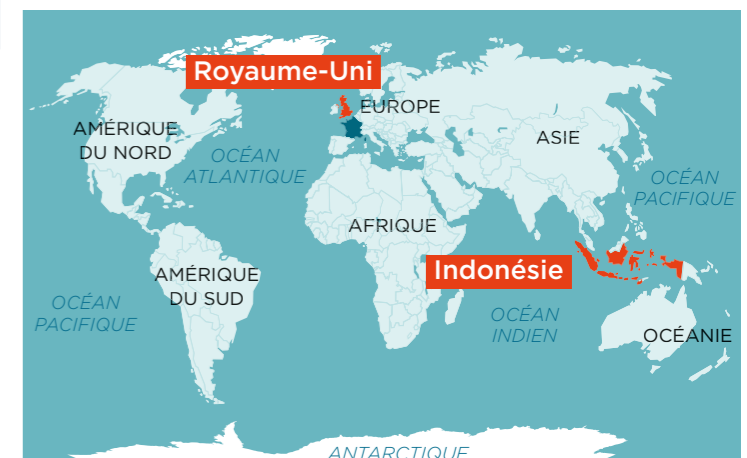 Royaume-Uni
EUROPE
AMÉRIQUE
DU NORD
ASIE
OCÉAN
ATLANTIQUE
OCÉAN
PACIFIQUE
AFRIQUE
Indonésie
AMÉRIQUE
DU SUD
OCÉAN
PACIFIQUE
OCÉAN
INDIEN
OCÉANIE
ANTARCTIQUE